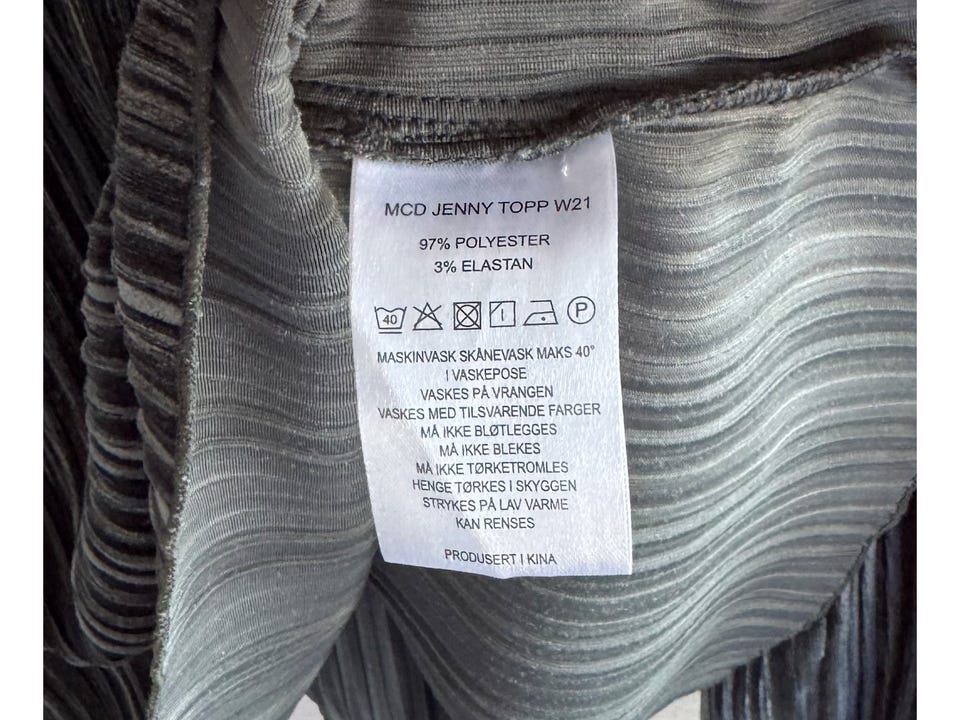 MCD JENNY TOPP W21
97% POLYESTER
3% ELASTAN
40 P
MASKINVASK SKÅNEVASK MAKS 40°
I VASKEPOSE
VASKES PÅ VRANGEN
VASKES MED TILSVARENDE FARGER
MÅ IKKE BLØTLEGGES
MÅ IKKE BLEKES
MÅ IKKE TØRKETROMLES
HENGE TØRKES I SKYGGEN
STRYKES PÅ LAV VARME
KAN RENSES
PRODUSERT I KINA